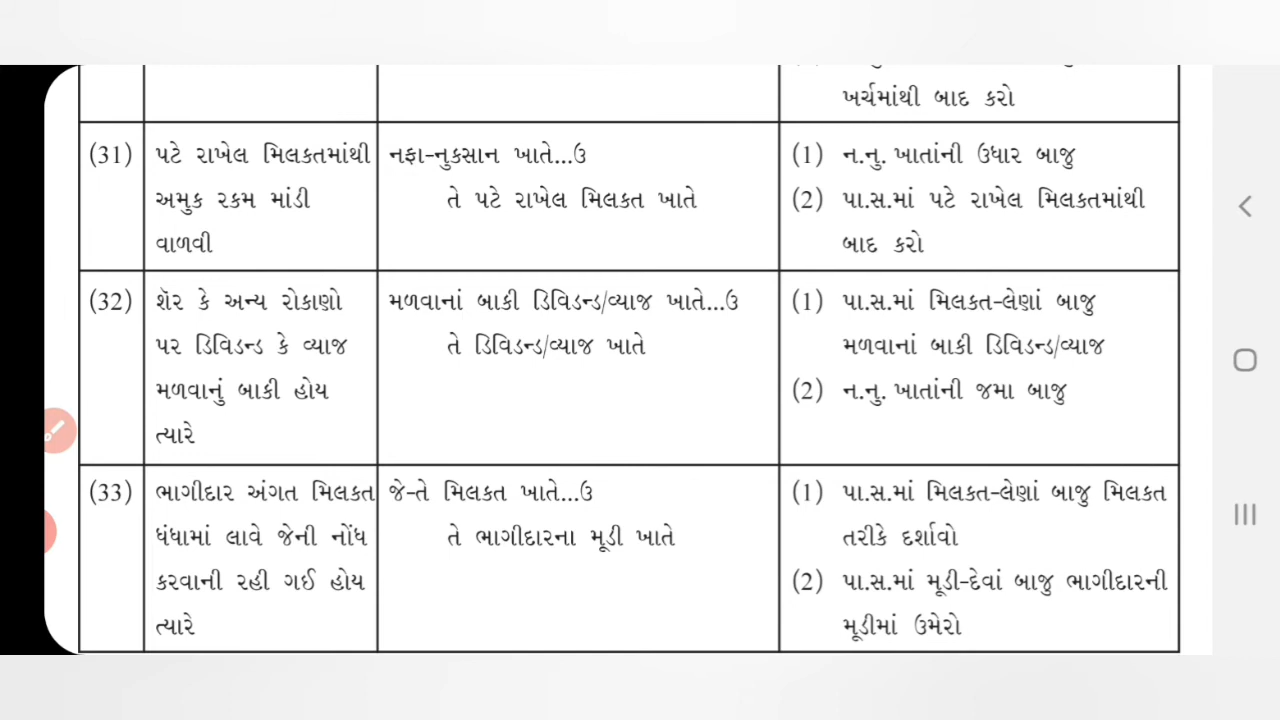 ખર્ચમાંથી બાદ કરો
(31) પટે રાખેલ મિલકતમાંથી નફા-નુકસાન ખાતે...ઉ (1) ન.નુ. ખાતાંની ઉધાર બાજુ
અમુક રકમ માંડી તે પટે રાખેલ મિલકત ખાતે (2) પા.સ.માં પટે રાખેલ મિલકતમાંથી
વાળવી બાદ કરો
(32) શૅર કે અન્ય રોકાણો મળવાનાં બાકી ડિવિડન્ડ/વ્યાજ ખાતે...ઉ (1) પા.સ.માં મિલકત-લેણાં બાજુ
પર ડિવિડન્ડ કે વ્યાજ તે ડિવિડન્ડ/વ્યાજ ખાતે મળવાનાં બાકી ડિવિડન્ડ/વ્યાજ
મળવાનું બાકી હોય (2) ન.નુ. ખાતાંની જમા બાજુ
ત્યારે
(33) ભાગીદાર અંગત મિલકત જે-તે મિલકત ખાતે...ઉ (1) પા.સ.માં મિલકત-લેણાં બાજુ મિલકત
ધંધામાં લાવે જેની નોંધ તે ભાગીદારના મૂડી ખાતે તરીકે દર્શાવો
કરવાની રહી ગઈ હોય (2) પા.સ.માં મૂડી-દેવાં બાજુ ભાગીદારની
ત્યારે મૂડીમાં ઉમેરો